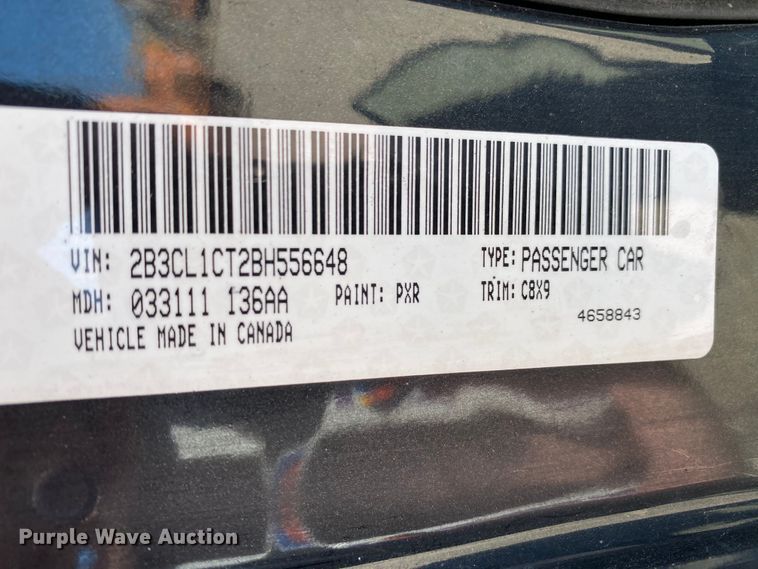 VIN: 2B3CL1CT2BH556648 TYPE: PASSENGER CAR
MDH: 033111 136AA PAINT: PXR TRIM: C8X9
4658843
VEHICLE MADE IN CANADA
Purple Wave Auction®